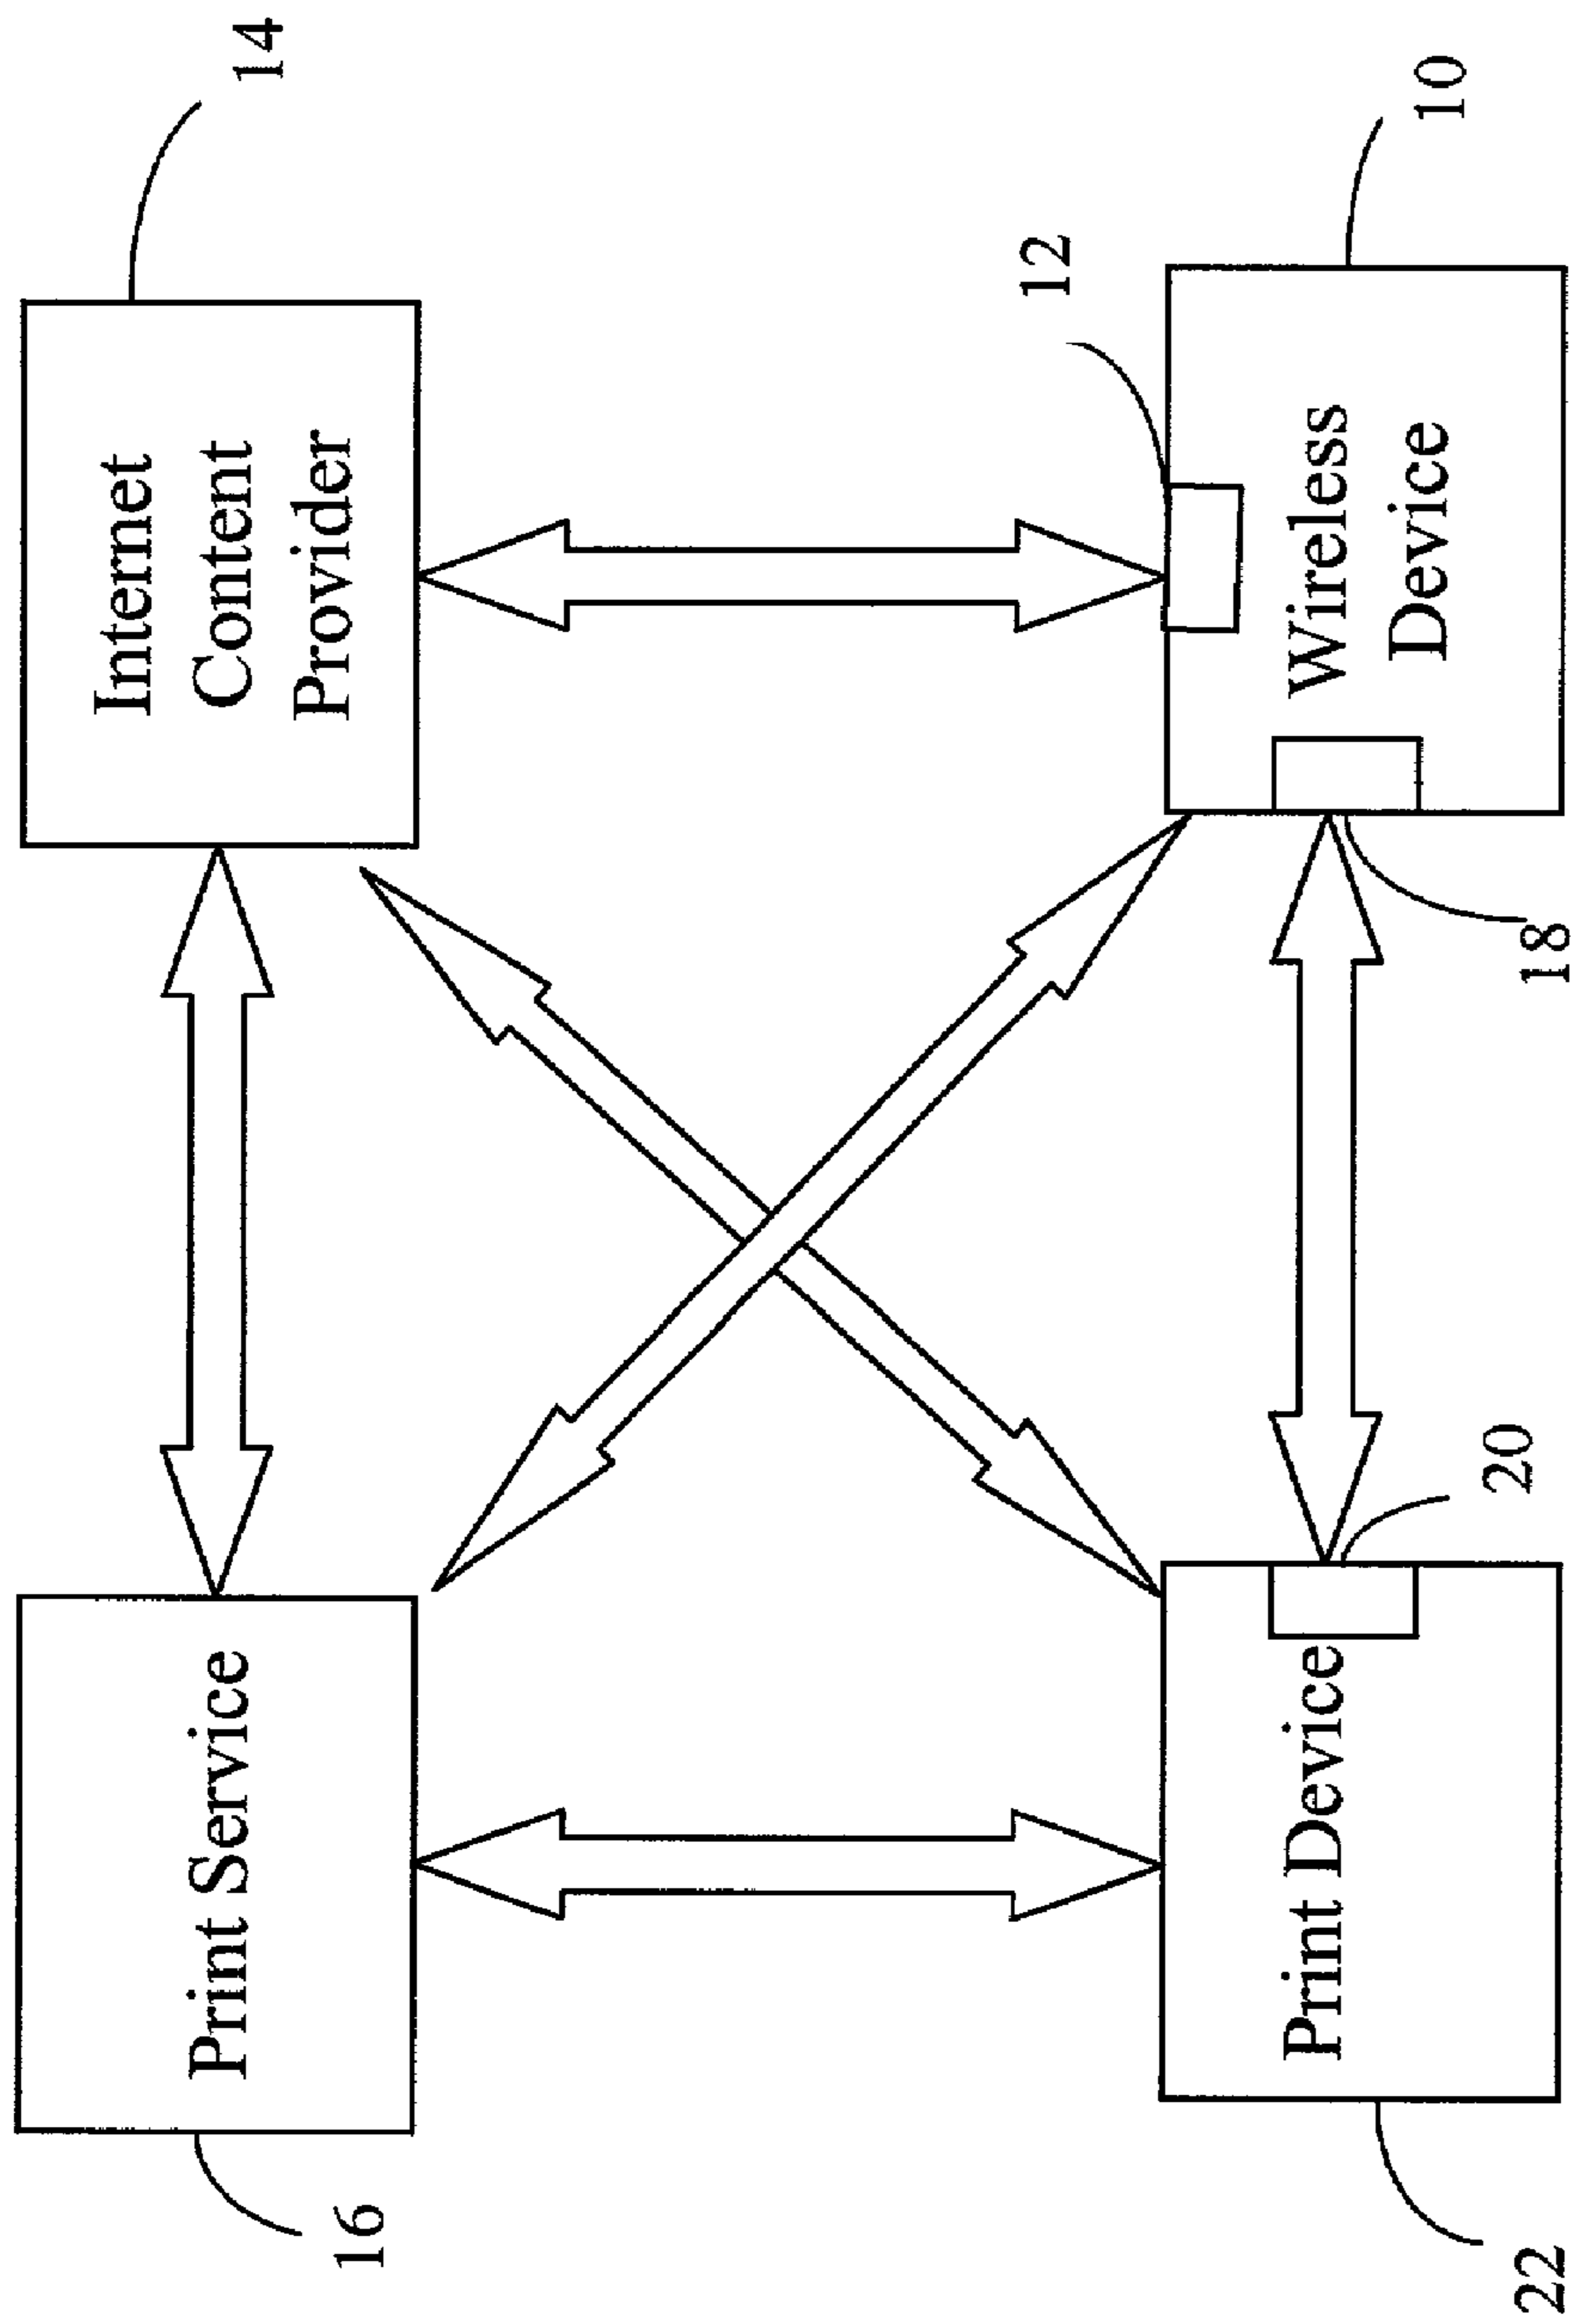 14
Internet
Content
Provider
Print Service
16
12
10
Wireless
Device
Print Device
20
18
22